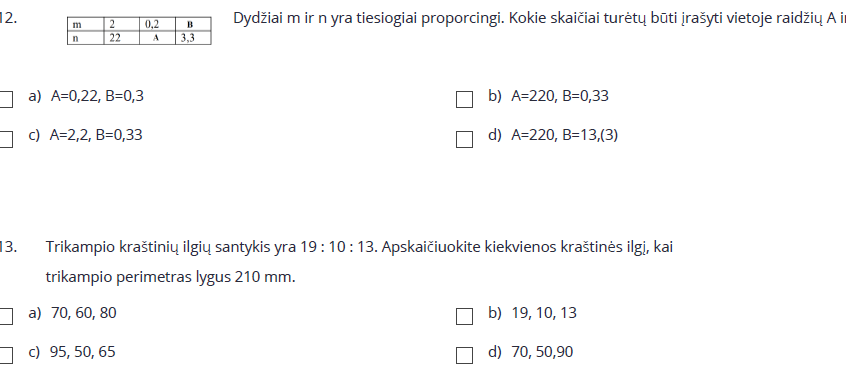 12.
m 2 0,2 B
n 22 A 3,3
Dydžiai m ir n yra tiesiogiai proporcingi. Kokie skaičiai turėtų būti įrašyti vietoje raidžių A
a) A=0,22, B=0,3
b) A=220, B=0,33
c) A=2,2, B=0,33
d) A=220, B=13,(3)
13. Trikampio kraštinių ilgių santykis yra 19 : 10 : 13. Apskaičiuokite kiekvienos kraštinės ilgį, kai
trikampio perimetras lygus 210 mm.
a) 70, 60, 80
b) 19, 10, 13
c) 95, 50, 65
d) 70, 50,90